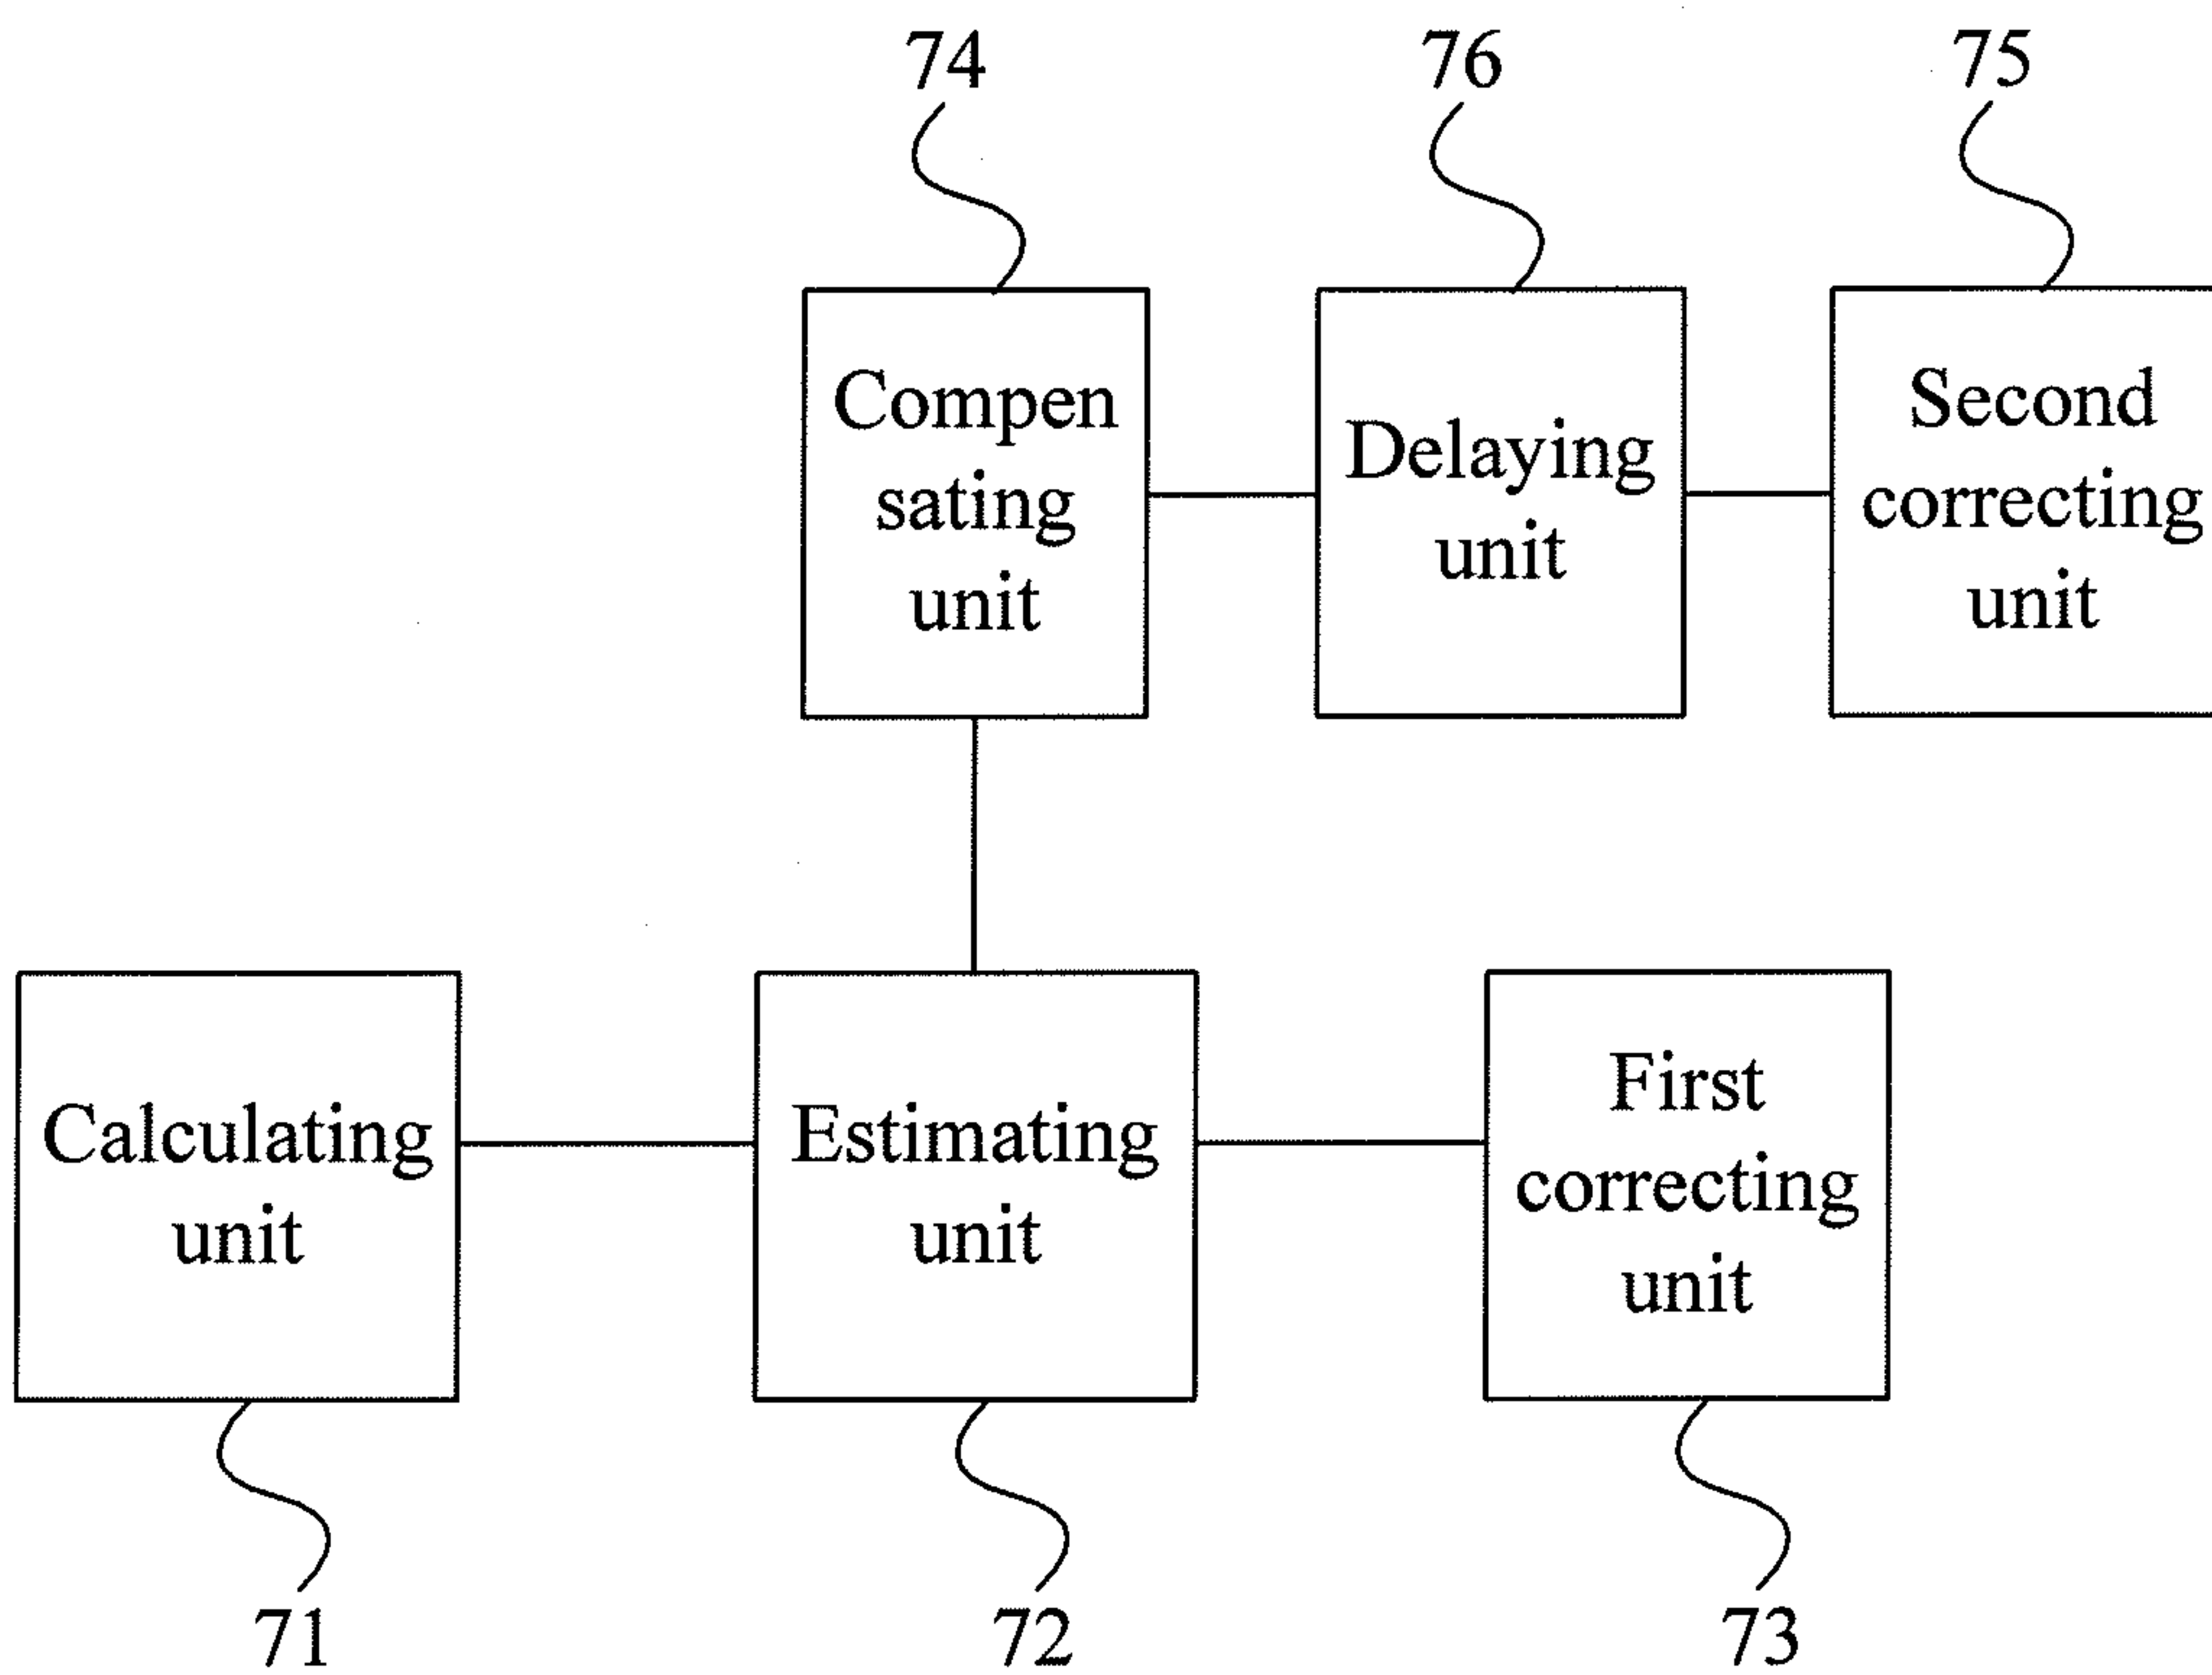 74
76
75
Compen
sating
unit
Delaying
unit
Second
correcting
unit
Calculating
unit
Estimating
unit
First
correcting
unit
71
72
73